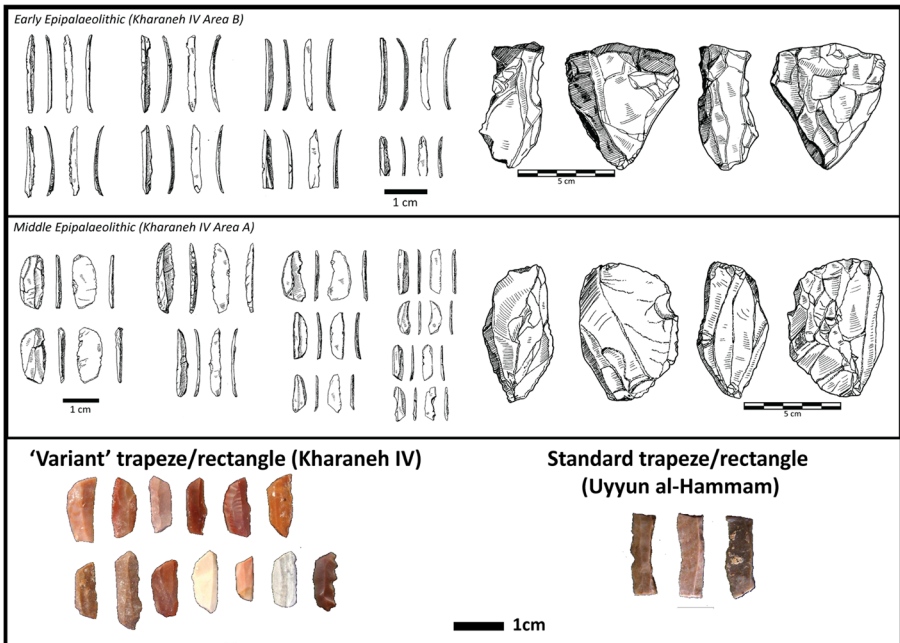 Early Epipalaeolithic (Kharaneh IV Area B)
1 cm
5 cm
Middle Epipalaeolithic (Kharaneh IV Area A)
1 cm
5 cm
‘Variant’ trapeze/rectangle (Kharaneh IV)
Standard trapeze/rectangle
(Uyyun al-Hammam)
1cm